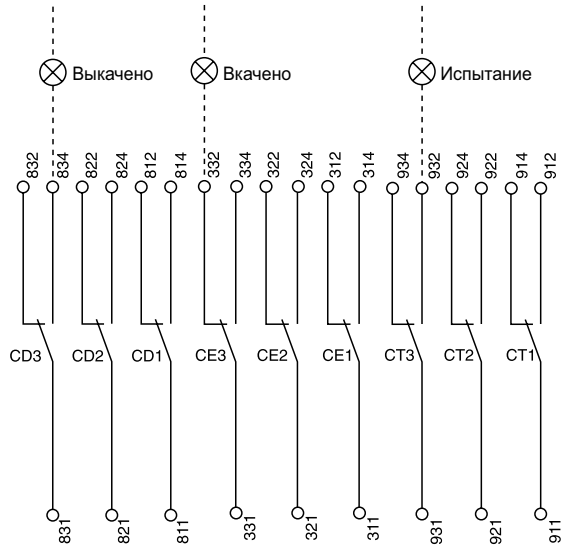 Выкачено Вкачено Испытание
832 834 822 824 812 814 332 334 322 324 312 314 934 932 924 922 914 912
CD3 CD2 CD1 CE3 CE2 CE1 CT3 CT2 CT1
831 821 811 331 321 311 931 921 911